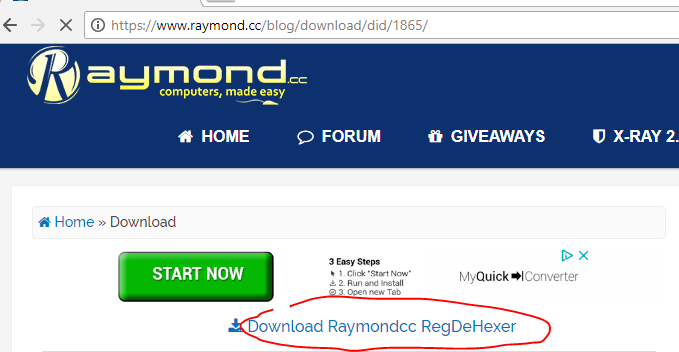 https://www.raymond.cc/blog/download/did/1865/
Raymond.cc
computers, made easy
HOME FORUM GIVEAWAYS X-RAY 2.
Home » Download
START NOW
3 Easy Steps
1. Click "Start Now"
2. Run and Install
3. Open new Tab
MyQuick Converter
Download Raymondcc RegDeHexer